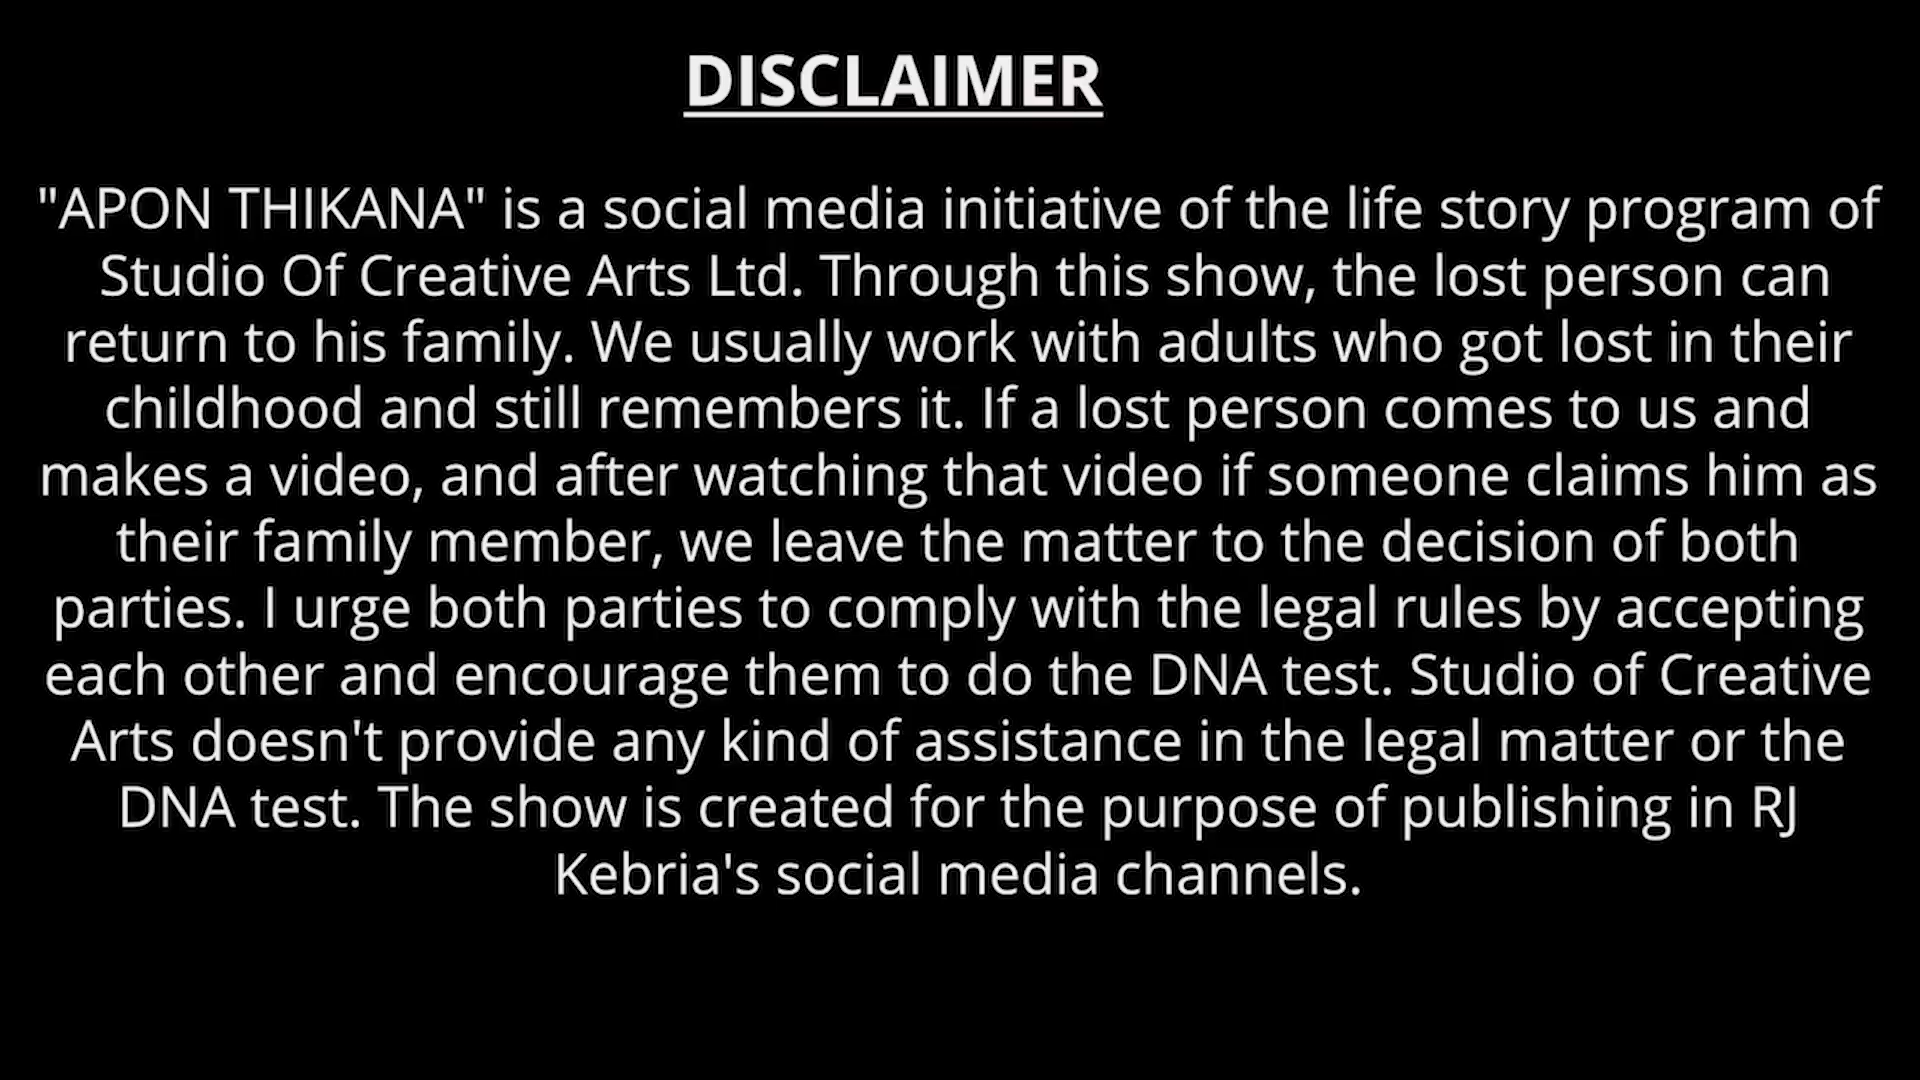 DISCLAIMER
"APON THIKANA" is a social media initiative of the life story program of
Studio Of Creative Arts Ltd. Through this show, the lost person can
return to his family. We usually work with adults who got lost in their
childhood and still remembers it. If a lost person comes to us and
makes a video, and after watching that video if someone claims him as
their family member, we leave the matter to the decision of both
parties. I urge both parties to comply with the legal rules by accepting
each other and encourage them to do the DNA test. Studio of Creative
Arts doesn't provide any kind of assistance in the legal matter or the
DNA test. The show is created for the purpose of publishing in RJ
Kebria's social media channels.